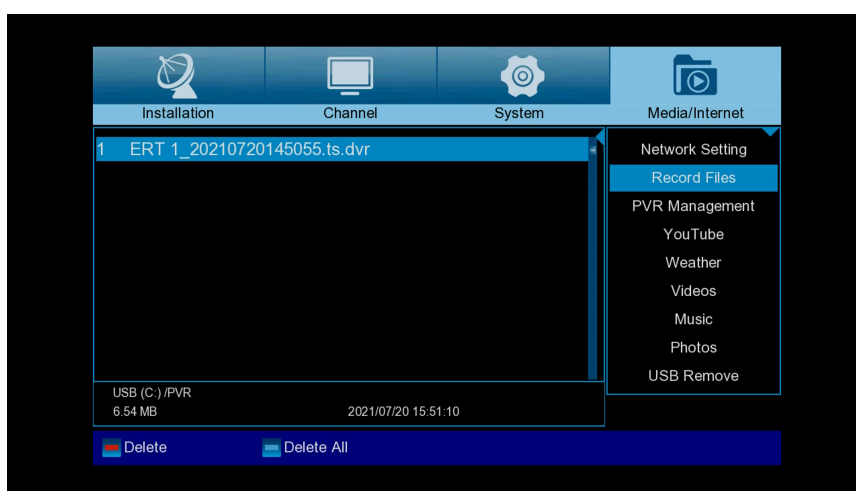 Installation
Channel
System
Media/Internet
1 ERT 1_20210720145055.ts.dvr
Network Setting
Record Files
PVR Management
YouTube
Weather
Videos
Music
Photos
USB Remove
USB (C:) /PVR
6.54 MB 2021/07/20 15:51:10
Delete Delete All